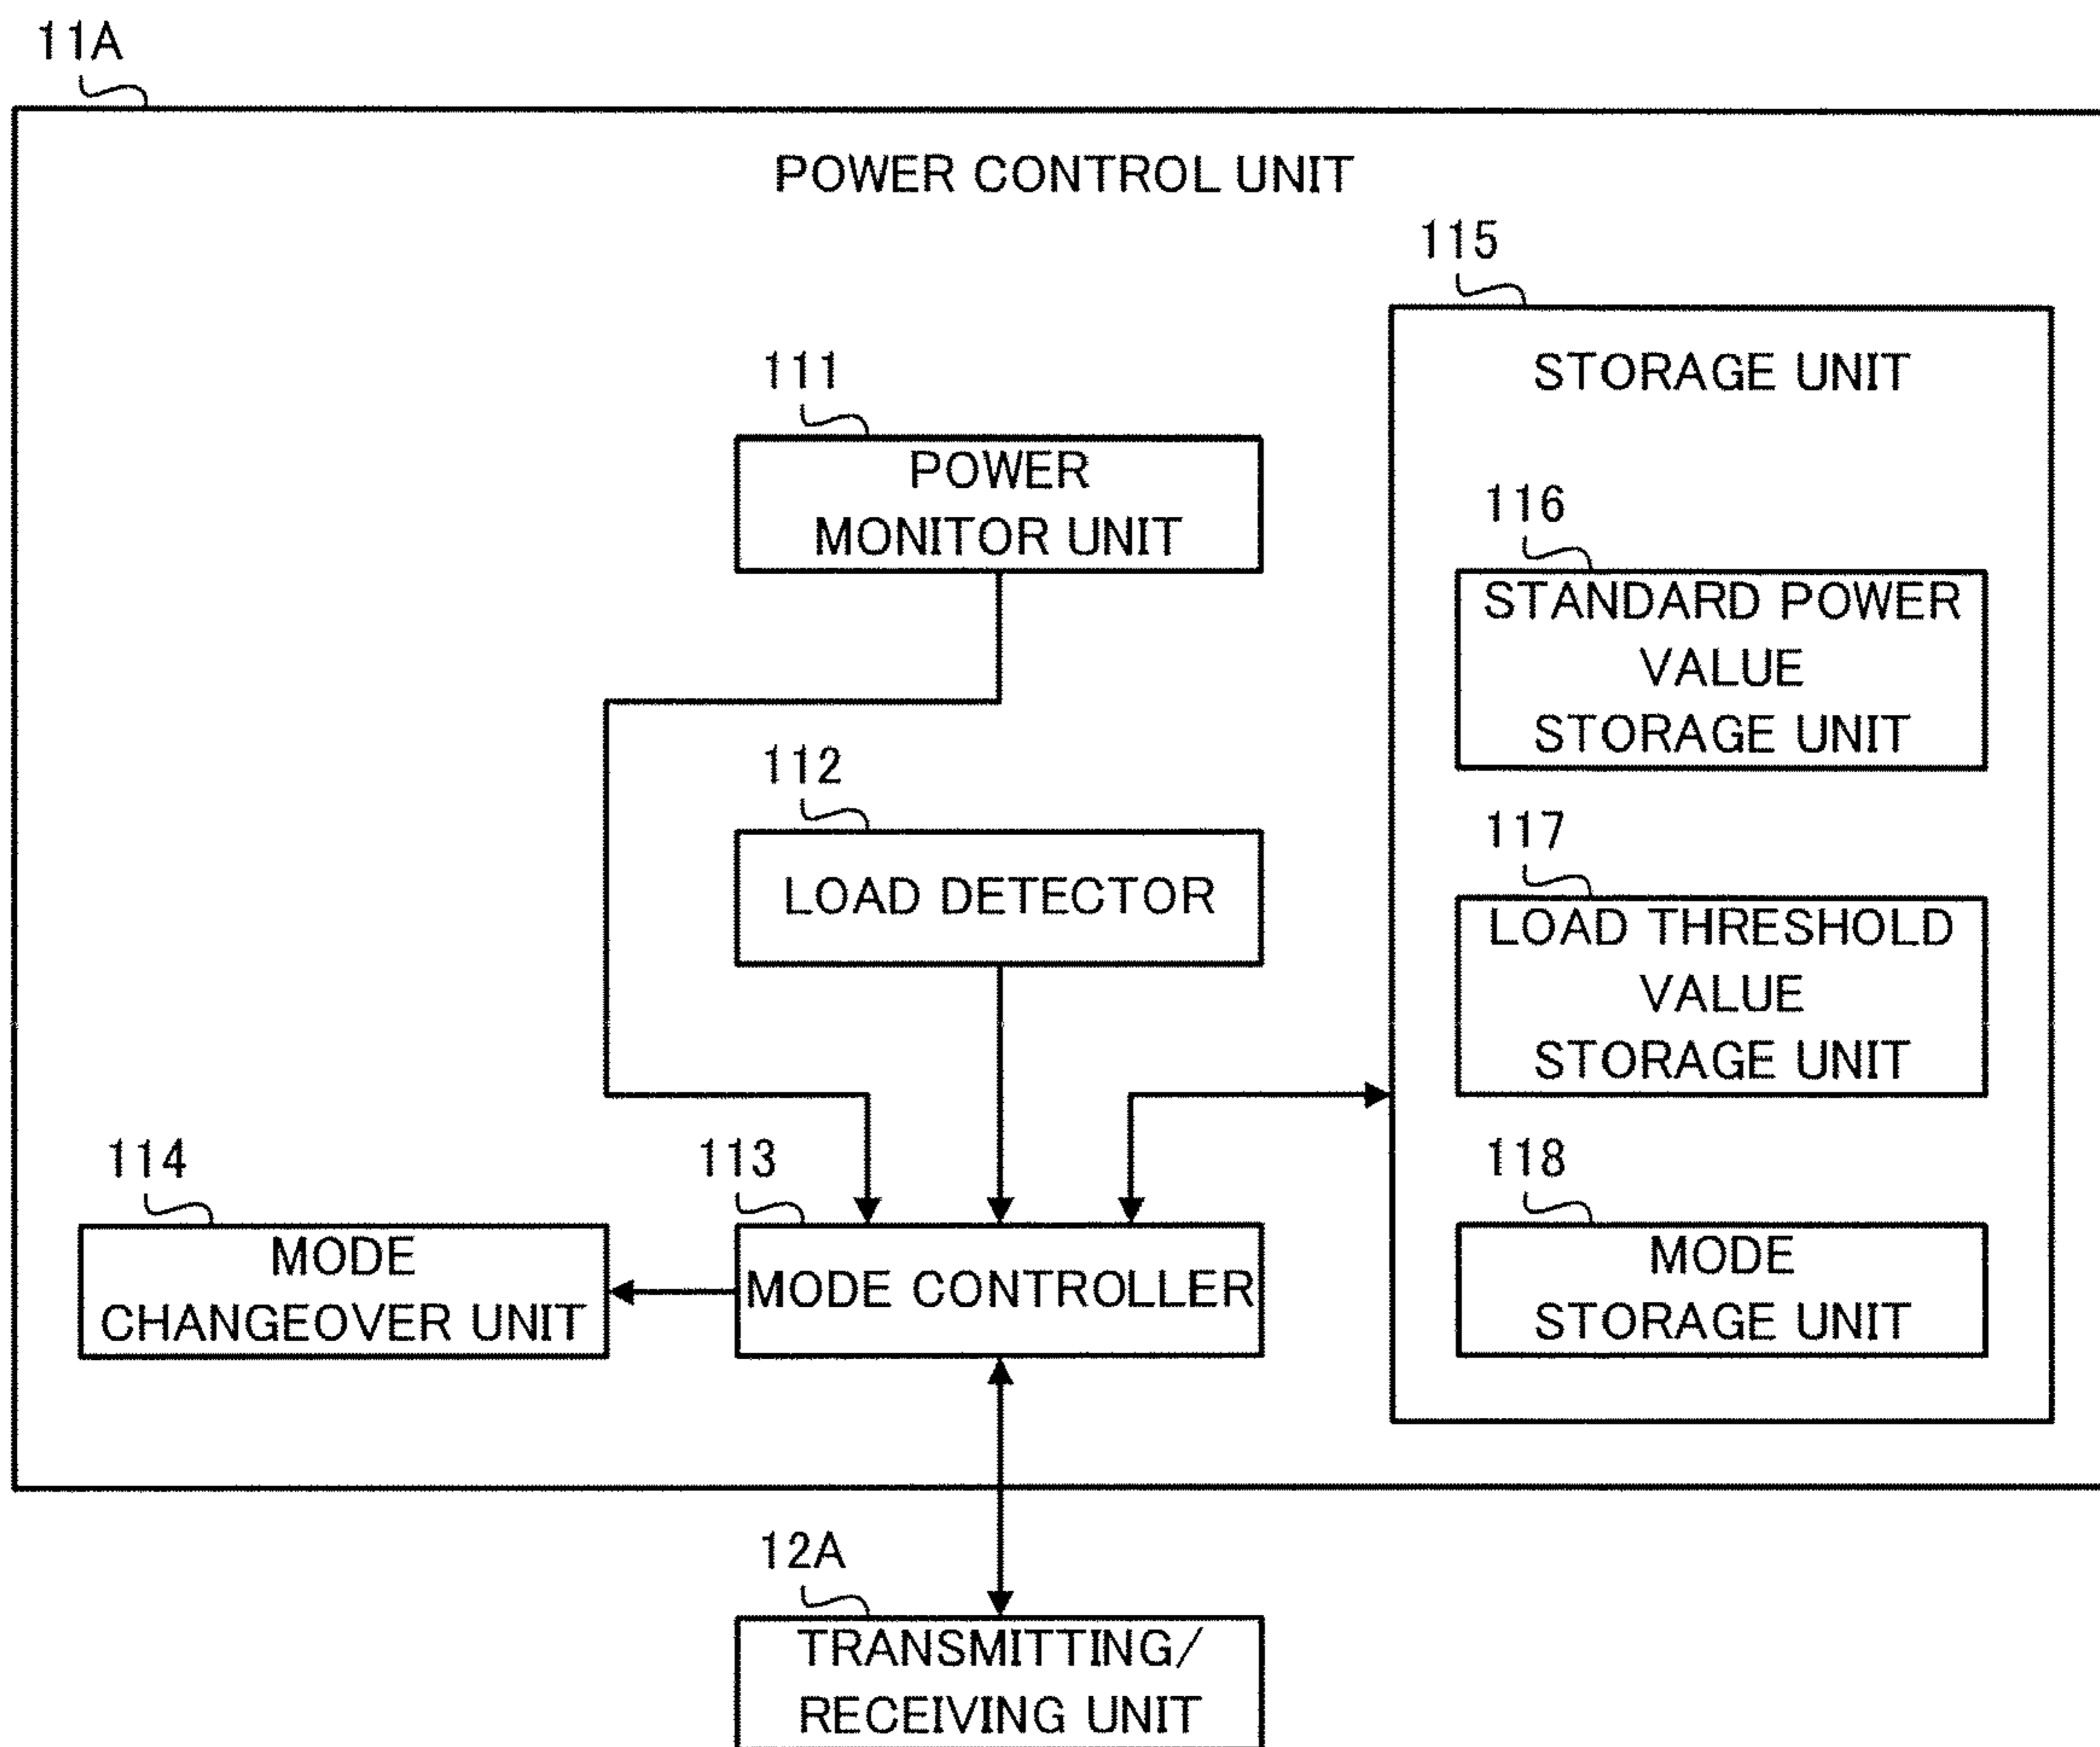 11A
POWER CONTROL UNIT
115
STORAGE UNIT
111
POWER
MONITOR UNIT
116
STANDARD POWER
VALUE
STORAGE UNIT
112
LOAD DETECTOR
117
LOAD THRESHOLD
VALUE
STORAGE UNIT
114
MODE
CHANGEOVER UNIT
113
MODE CONTROLLER
118
MODE
STORAGE UNIT
12A
TRANSMITTING/
RECEIVING UNIT